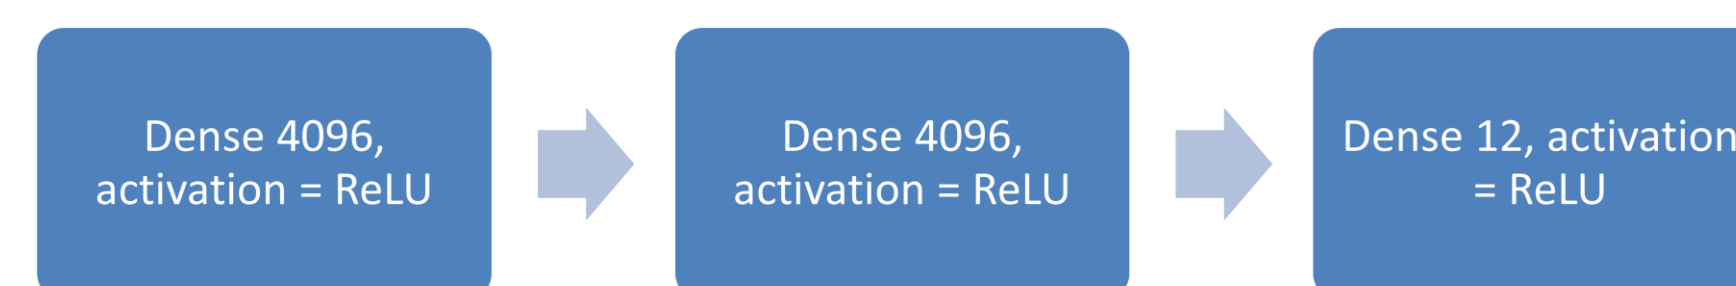 Dense 4096,
activation = ReLU
Dense 4096,
activation = ReLU
Dense 12, activation
= ReLU